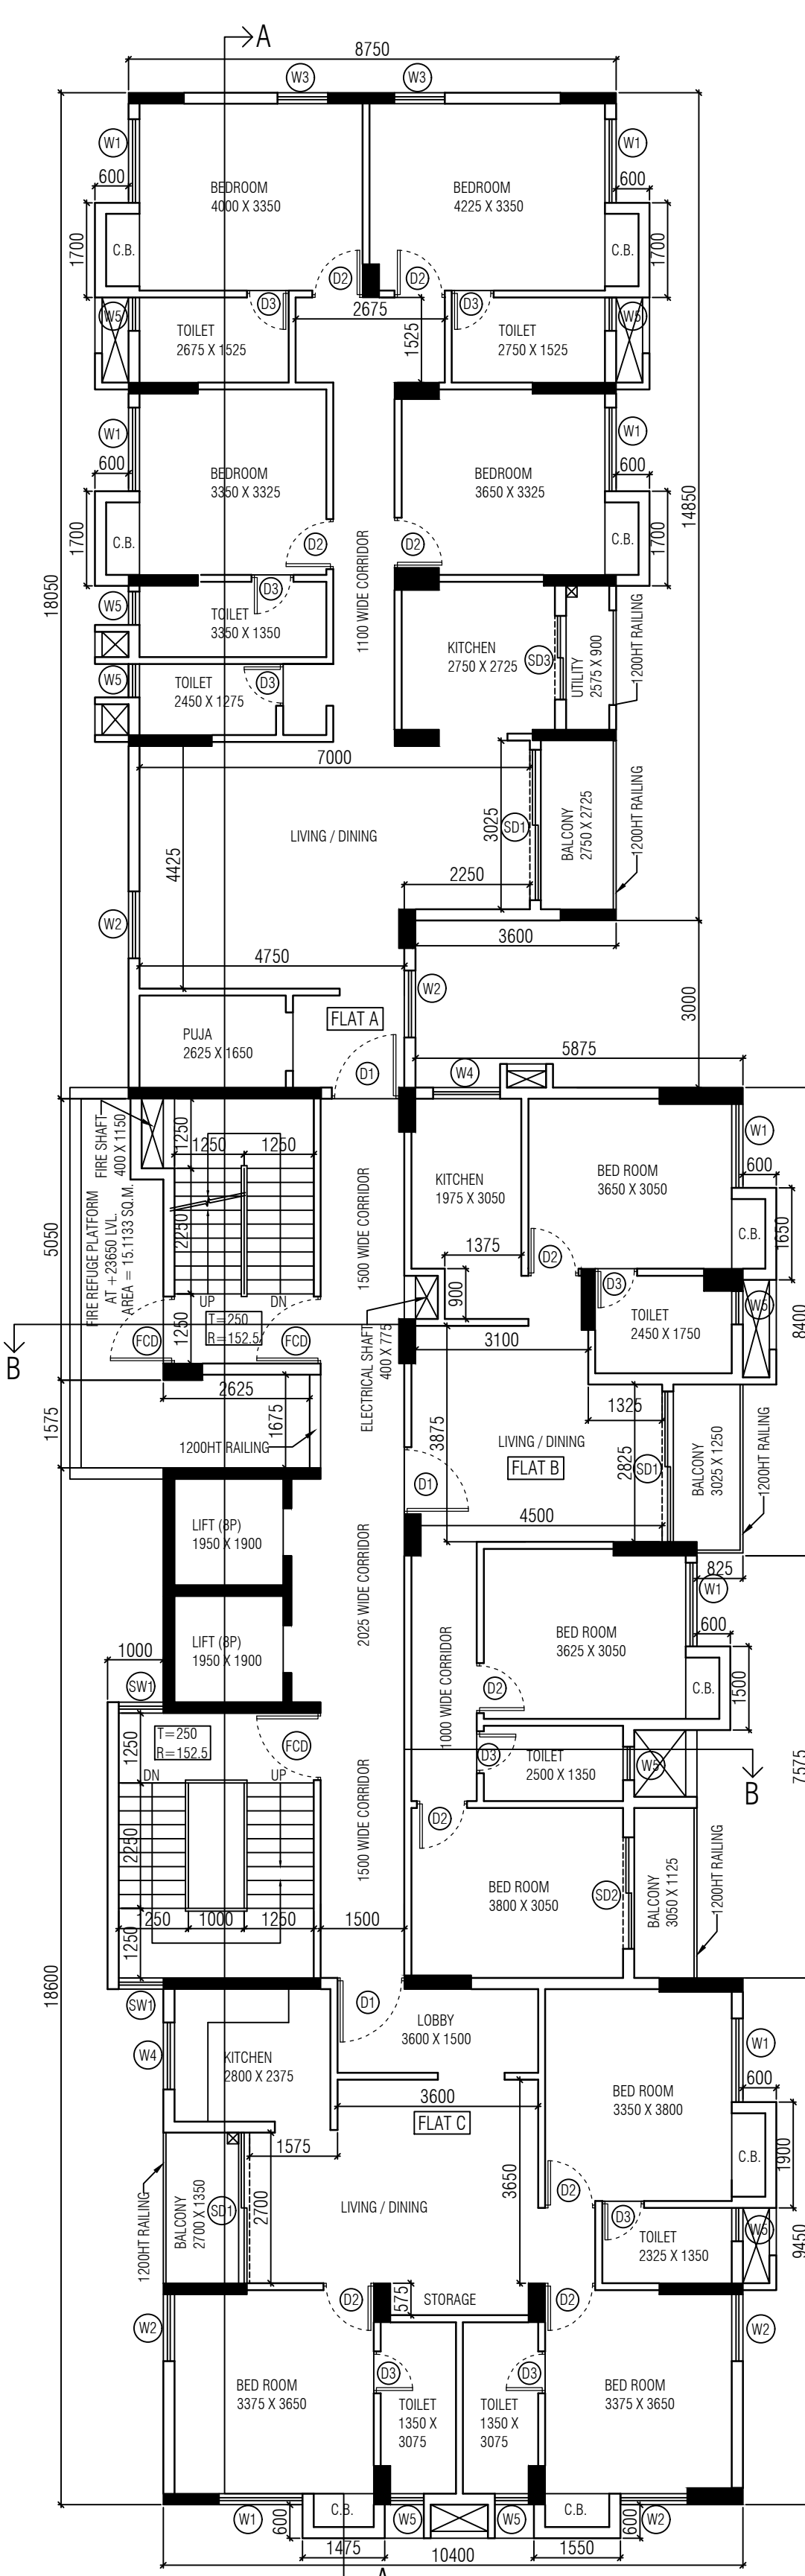 A
8750
W3
W3
W1
W1
600
600
BEDROOM
4000 X 3350
BEDROOM
4225 X 3350
1700
C.B.
C.B.
1700
D2
D2
D3
D3
2675
W5
W5
TOILET
2675 X 1525
1525
TOILET
2750 X 1525
W1
W1
600
600
BEDROOM
3350 X 3325
BEDROOM
3650 X 3325
14850
1700
C.B.
C.B.
1700
D2
D2
1100 WIDE CORRIDOR
18050
D3
W5
TOILET
3350 X 1350
KITCHEN
2750 X 2725
SD3
UTILITY
2575 X 900
1200HT RAILING
W5
TOILET
2450 X 1275
D3
7000
LIVING / DINING
3025
SD1
BALCONY
2750 X 2725
1200HT RAILING
4425
2250
W2
3600
4750
W2
FLAT A
3000
PUJA
2625 X 1650
D1
5875
W4
FIRE SHAFT
400 X 1150
1250
1250
1250
W1
600
KITCHEN
1975 X 3050
BED ROOM
3650 X 3050
1500 WIDE CORRIDOR
C.B.
1650
5050
FIRE REFUGE PLATFORM
AT +23650 LVL.
AREA = 15.1133 SQ.M.
2250
1375
D2
D3
900
UP
DN
W5
TOILET
2450 X 1750
8400
T=250
R=152.5
1250
FCD
FCD
B
3100
ELECTRICAL SHAFT
400 X 775
2625
1575
1675
1325
3875
1200HT RAILING
LIVING / DINING
FLAT B
2825
SD1
BALCONY
3025 X 1250
1200HT RAILING
D1
4500
LIFT (8P)
1950 X 1900
2025 WIDE CORRIDOR
825
W1
LIFT (8P)
1950 X 1900
BED ROOM
3625 X 3050
600
1000
SW1
1000 WIDE CORRIDOR
D2
C.B.
1500
T=250
R=152.5
1250
FCD
D3
TOILET
2500 X 1350
W5
7575
DN
UP
B
D2
1500 WIDE CORRIDOR
2250
BED ROOM
3800 X 3050
SD2
BALCONY
3050 X 1125
1200HT RAILING
1250
1000
1250
1500
1250
18600
SW1
D1
LOBBY
3600 X 1500
W4
KITCHEN
2800 X 2375
W1
600
BED ROOM
3350 X 3800
3600
FLAT C
1575
C.B.
1900
1200HT RAILING
BALCONY
2700 X 1350
SD1
2700
LIVING / DINING
3650
D2
D3
W5
TOILET
2325 X 1350
9450
D2
575
STORAGE
D2
W2
W2
BED ROOM
3375 X 3650
D3
D3
BED ROOM
3375 X 3650
TOILET
1350 X
3075
TOILET
1350 X
3075
W1
600
C.B.
W5
W5
C.B.
600
W2
1475
10400
1550
A